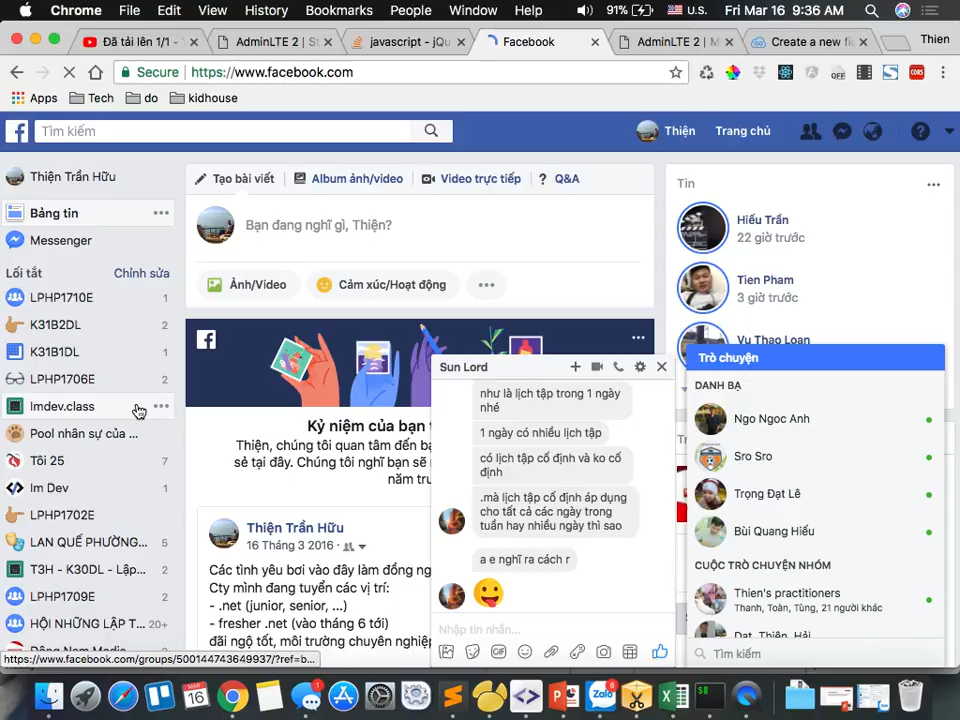 Chrome File Edit View History Bookmarks People Window Help 91% U.S. Fri Mar 16 9:36 AM
Đã tải lên 1/1 - AdminLTE 2 | St javascript - jQu Facebook AdminLTE 2 | M Create a new fi Thien
Secure https://www.facebook.com OFF CORS
Apps Tech do kidhouse
Tìm kiếm Thiện Trang chủ
Thiện Trần Hữu
Bảng tin
Messenger
Lối tắt Chỉnh sửa
LPHP1710E 1
K31B2DL 2
K31B1DL 1
LPHP1706E 2
Imdev.class
Pool nhân sự của ...
Tôi 25 7
Im Dev 1
LPHP1702E
LAN QUẾ PHƯỜNG... 5
T3H - K30DL - Lập... 2
LPHP1709E 2
HỘI NHỮNG LẬP T... 20+
Đông Nam Media
https://www.facebook.com/groups/500144743649937/?ref=b...
Tạo bài viết Album ảnh/video Video trực tiếp Q&A
Bạn đang nghĩ gì, Thiện?
Ảnh/Video Cảm xúc/Hoạt động
Kỷ niệm của bạn t
Thiện, chúng tôi quan tâm đến b
sẻ tại đây. Chúng tôi nghĩ bạn s
năm tru
Thiện Trần Hữu
16 Tháng 3 2016
Các tình yêu bơi vào đây làm đồng ng
Cty mình đang tuyển các vị trí:
- .net (junior, senior, ...)
- fresher .net (vào tháng 6 tới)
đãi ngộ tốt, môi trường chuyên nghiệp
Sun Lord
như là lịch tập trong 1 ngày
nhé
1 ngày có nhiều lịch tập
có lịch tập cố định và ko cố
định
.mà lịch tập cố định áp dụng
cho tất cả các ngày trong
tuần hay nhiều ngày thì sao
a e nghĩ ra cách r
Nhập tin nhắn...
Tin
Hiếu Trần
22 giờ trước
Tien Pham
3 giờ trước
Vu Thao Loan
Trò chuyện
DANH BẠ
Ngo Ngoc Anh
Sro Sro
Trọng Đạt Lê
Bùi Quang Hiếu
CUỘC TRÒ CHUYỆN NHÓM
Thien's practitioners
Thanh, Toàn, Tùng, 21 người khác
Dat, Thiên, Hải
Tìm kiếm
MAR
16
1
Zalo
6